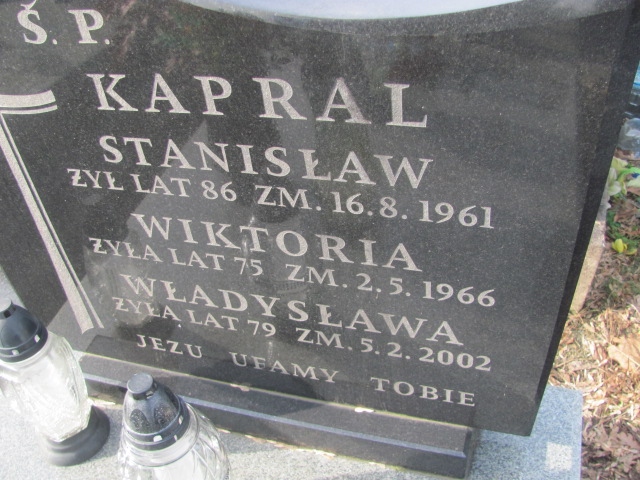 Ś. P.
KAPRAL
STANISŁAW
ŻYŁ LAT 86 ZM. 16.8.1961
WIKTORIA
ŻYŁA LAT 75 ZM. 2.5.1966
WŁADYSŁAWA
ŻYŁA LAT 79 ZM. 5.2.2002
JEZU UFAMY TOBIE